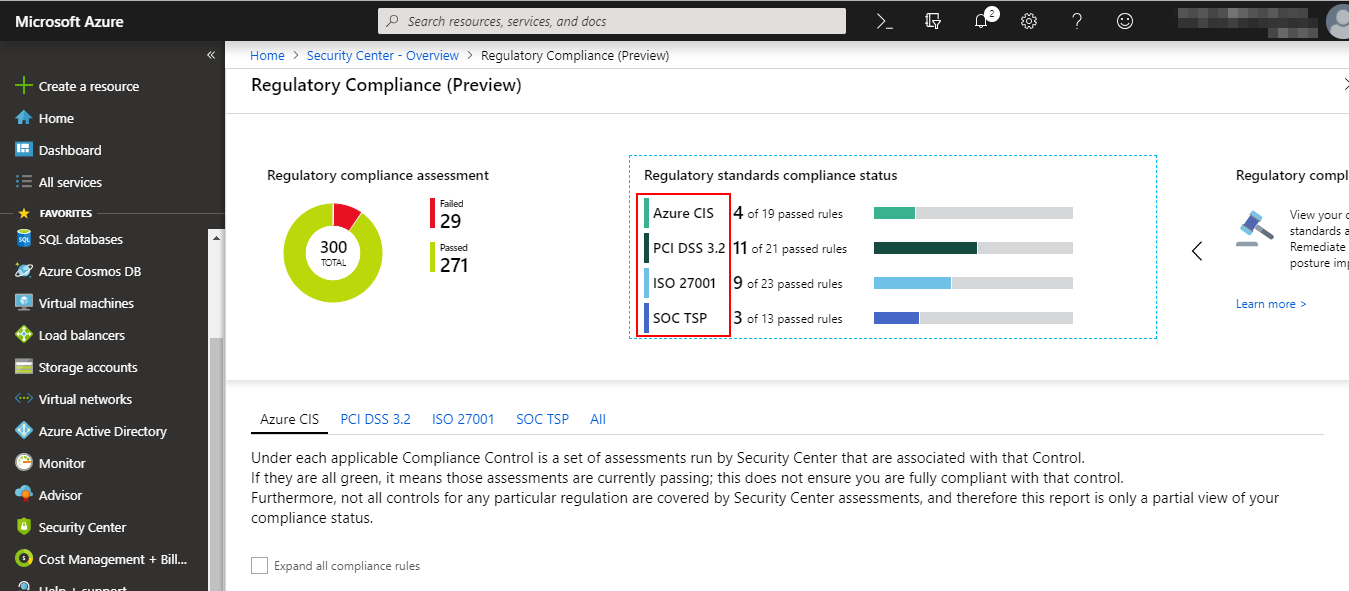 Microsoft Azure
Search resources, services, and docs
2
Home > Security Center - Overview > Regulatory Compliance (Preview)
Regulatory Compliance (Preview)
Create a resource
Home
Dashboard
All services
FAVORITES
SQL databases
Azure Cosmos DB
Virtual machines
Load balancers
Storage accounts
Virtual networks
Azure Active Directory
Monitor
Advisor
Security Center
Cost Management + Bill...
Help + support
Regulatory compliance assessment
300
TOTAL
Failed
29
Passed
271
Regulatory standards compliance status
Azure CIS 4 of 19 passed rules
PCI DSS 3.2 11 of 21 passed rules
ISO 27001 9 of 23 passed rules
SOC TSP 3 of 13 passed rules
Regulatory compl
View your c
standards a
Remediate
posture imp
Learn more >
Azure CIS PCI DSS 3.2 ISO 27001 SOC TSP All
Under each applicable Compliance Control is a set of assessments run by Security Center that are associated with that Control.
If they are all green, it means those assessments are currently passing; this does not ensure you are fully compliant with that control.
Furthermore, not all controls for any particular regulation are covered by Security Center assessments, and therefore this report is only a partial view of your
compliance status.
Expand all compliance rules